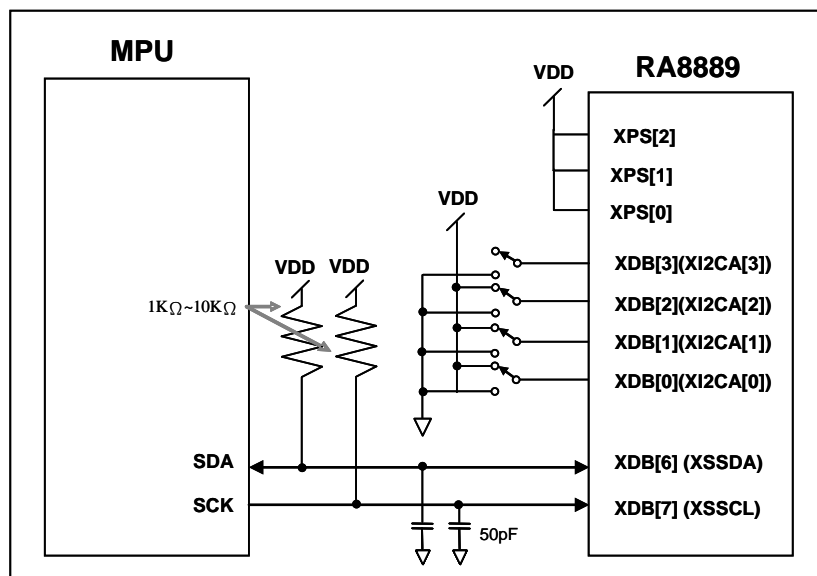 MPU
RA8889
VDD
XPS[2]
XPS[1]
XPS[0]
VDD
XDB[3](XI2CA[3])
XDB[2](XI2CA[2])
XDB[1](XI2CA[1])
XDB[0](XI2CA[0])
VDD VDD
1KΩ~10KΩ
SDA
XDB[6] (XSSDA)
SCK
XDB[7] (XSSCL)
50pF